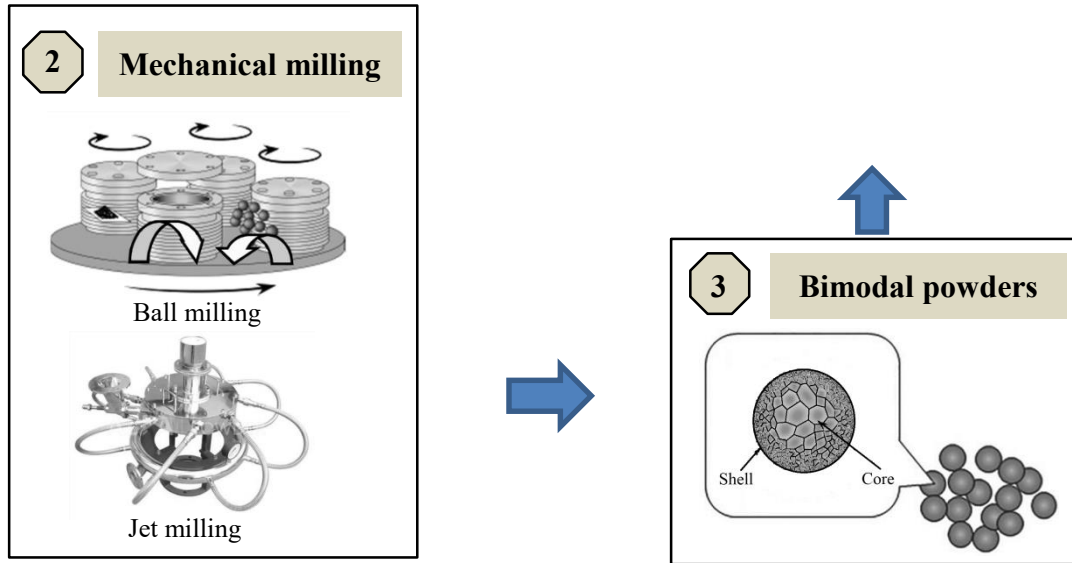 2
Mechanical milling
Ball milling
Jet milling
3
Bimodal powders
Shell
Core